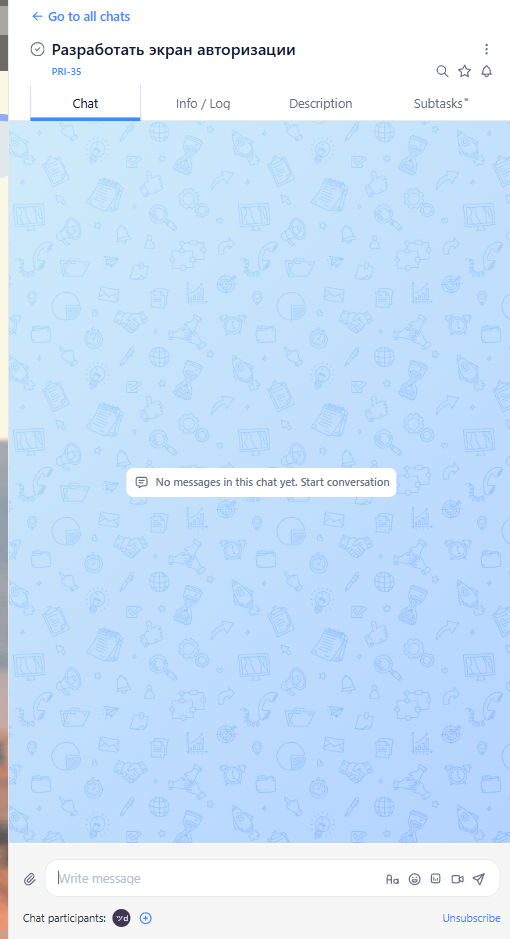 ← Go to all chats
Разработать экран авторизации
PRI-35
Chat
Info / Log
Description
Subtasks
No messages in this chat yet. Start conversation
Write message
Aa
Chat participants:
Unsubscribe